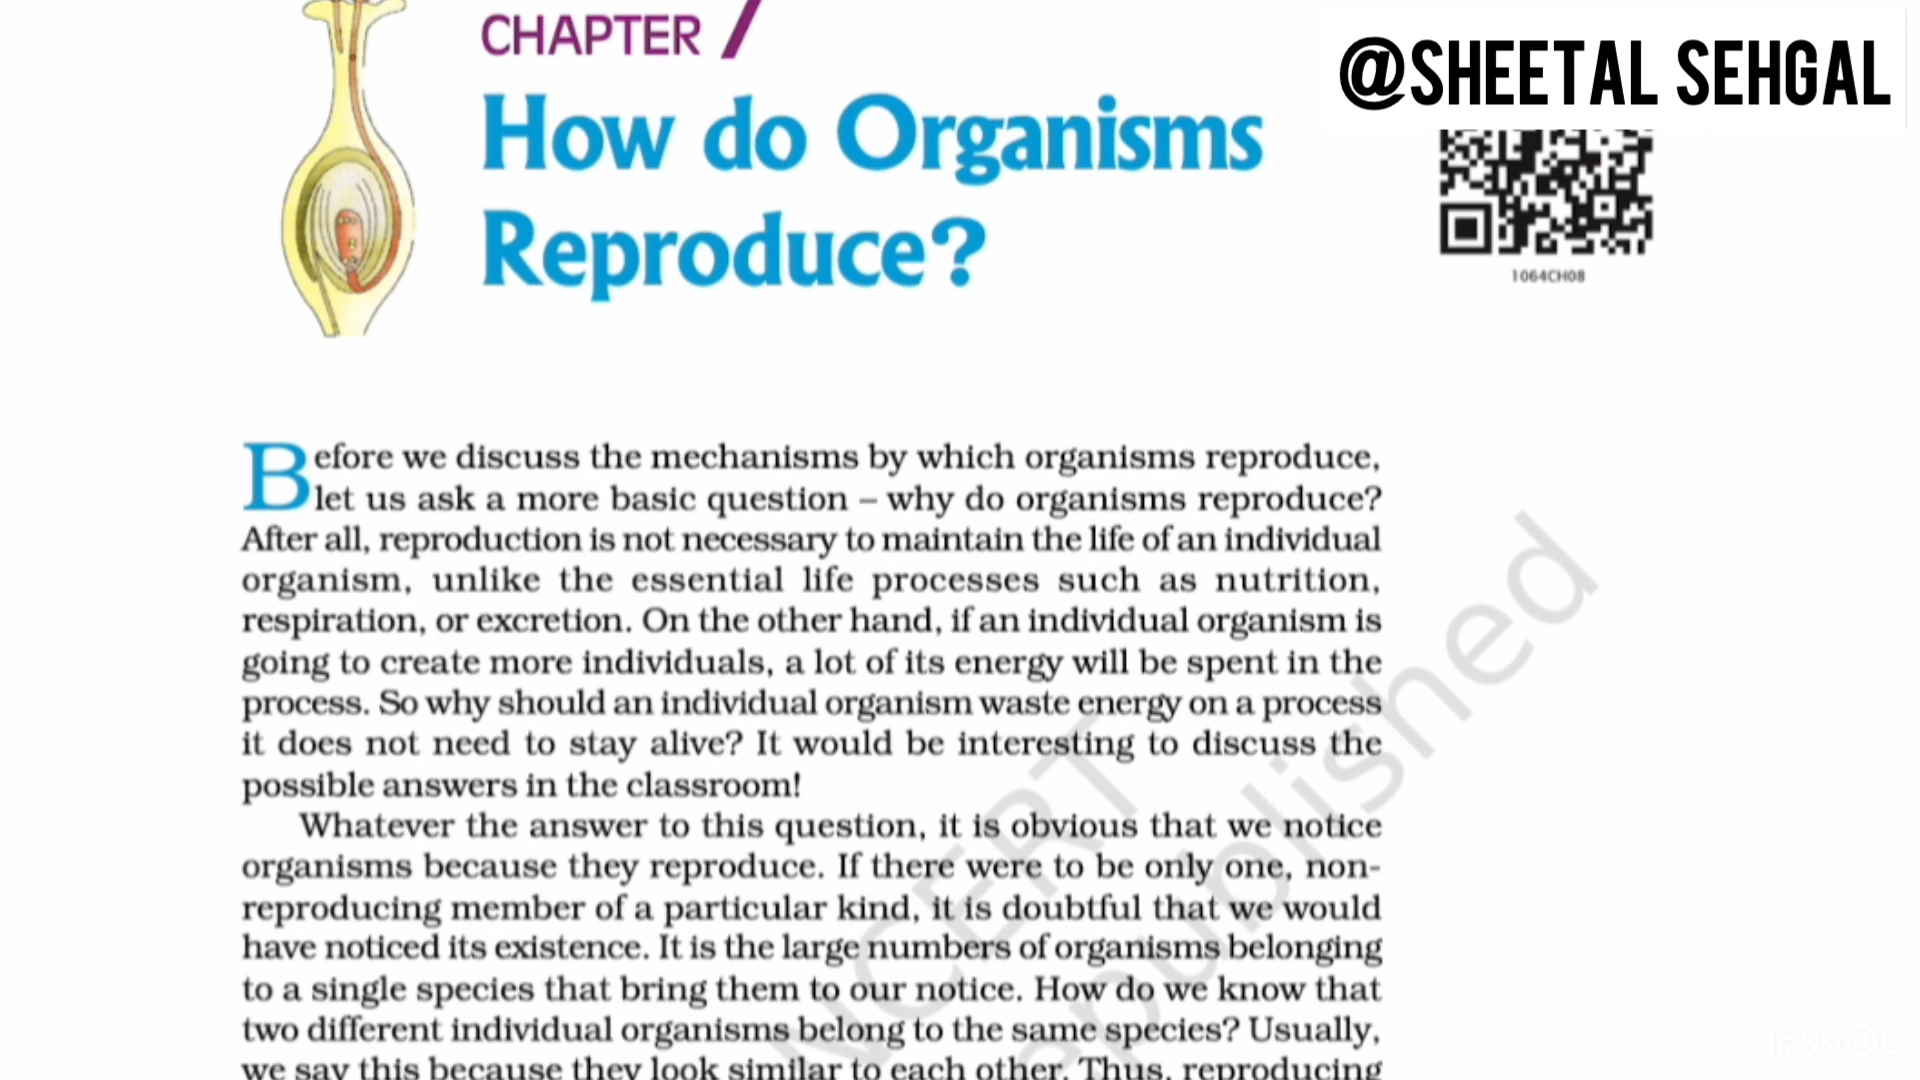 CHAPTER 7
@SHEETAL SEHGAL
How do Organisms
Reproduce?
1064CH08
Before we discuss the mechanisms by which organisms reproduce,
let us ask a more basic question – why do organisms reproduce?
After all, reproduction is not necessary to maintain the life of an individual
organism, unlike the essential life processes such as nutrition,
respiration, or excretion. On the other hand, if an individual organism is
going to create more individuals, a lot of its energy will be spent in the
process. So why should an individual organism waste energy on a process
it does not need to stay alive? It would be interesting to discuss the
possible answers in the classroom!
Whatever the answer to this question, it is obvious that we notice
organisms because they reproduce. If there were to be only one, non-
reproducing member of a particular kind, it is doubtful that we would
have noticed its existence. It is the large numbers of organisms belonging
to a single species that bring them to our notice. How do we know that
two different individual organisms belong to the same species? Usually,
we say this because they look similar to each other. Thus, reproducing
NCERT
republished
InShOt